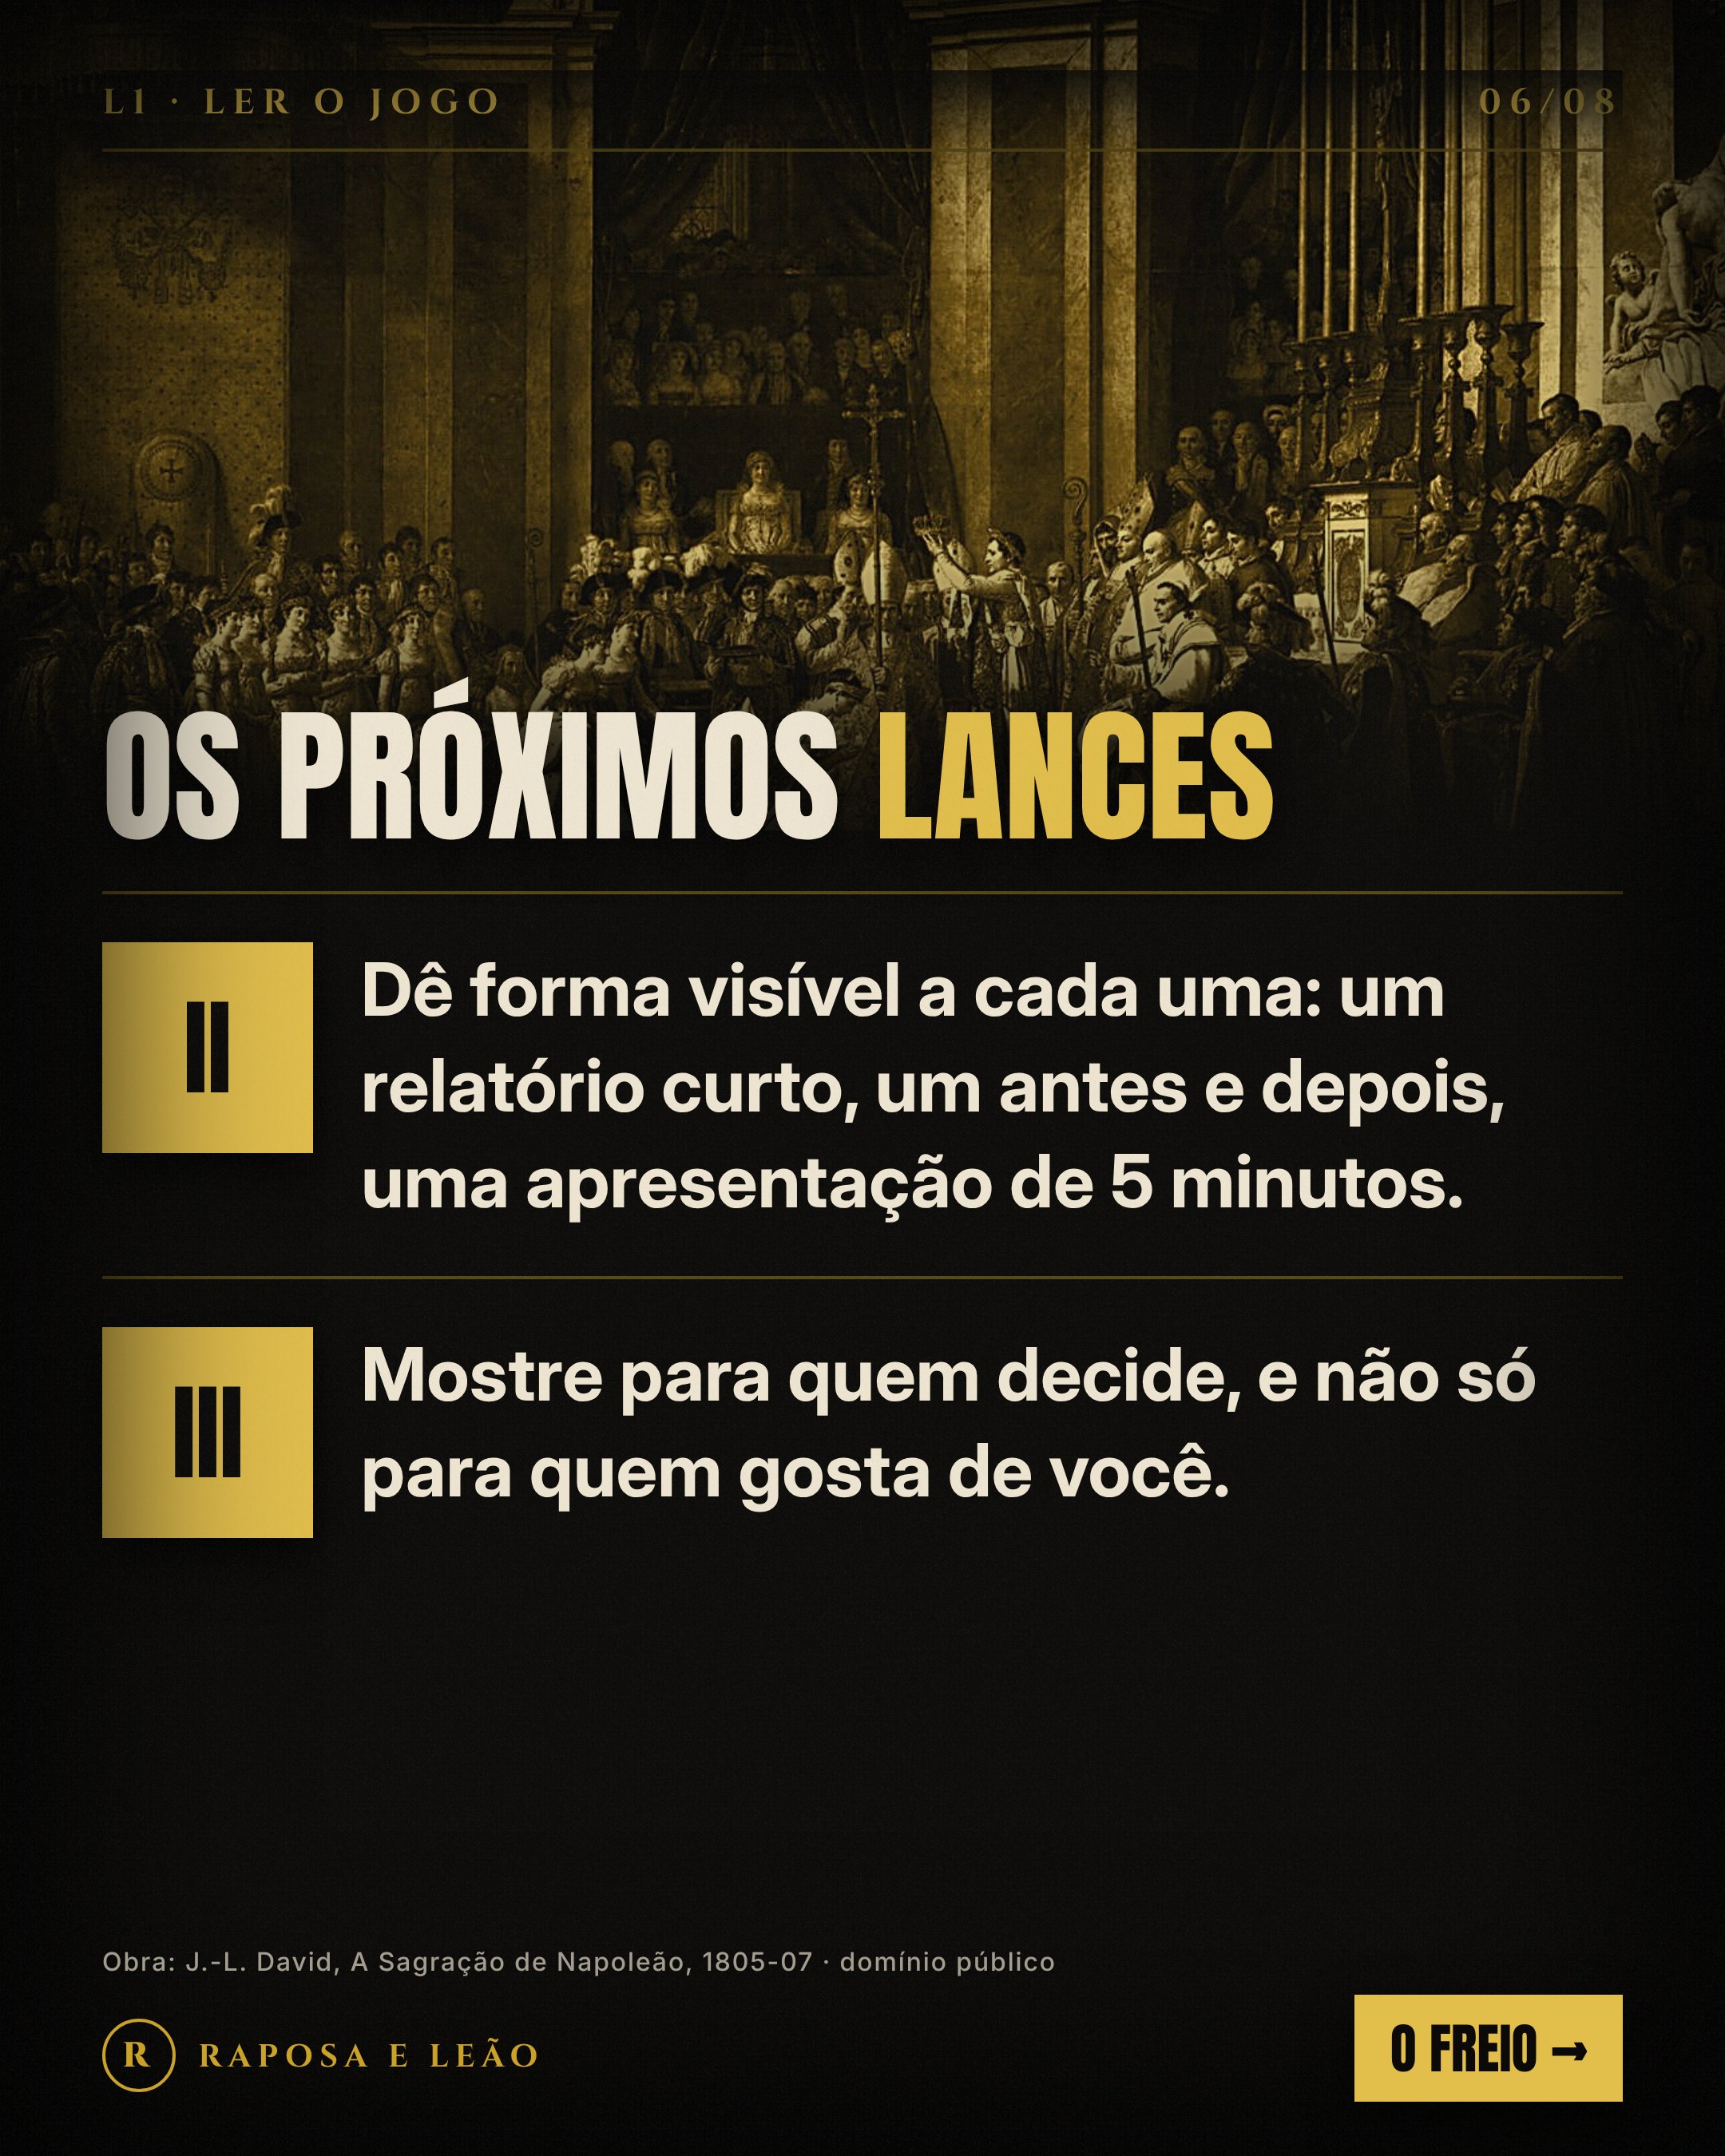 L1 · LER O JOGO
06/08
OS PRÓXIMOS LANCES
II
Dê forma visível a cada uma: um
relatório curto, um antes e depois,
uma apresentação de 5 minutos.
III
Mostre para quem decide, e não só
para quem gosta de você.
Obra: J.-L. David, A Sagração de Napoleão, 1805-07 · domínio público
R RAPOSA E LEÃO
O FREIO →